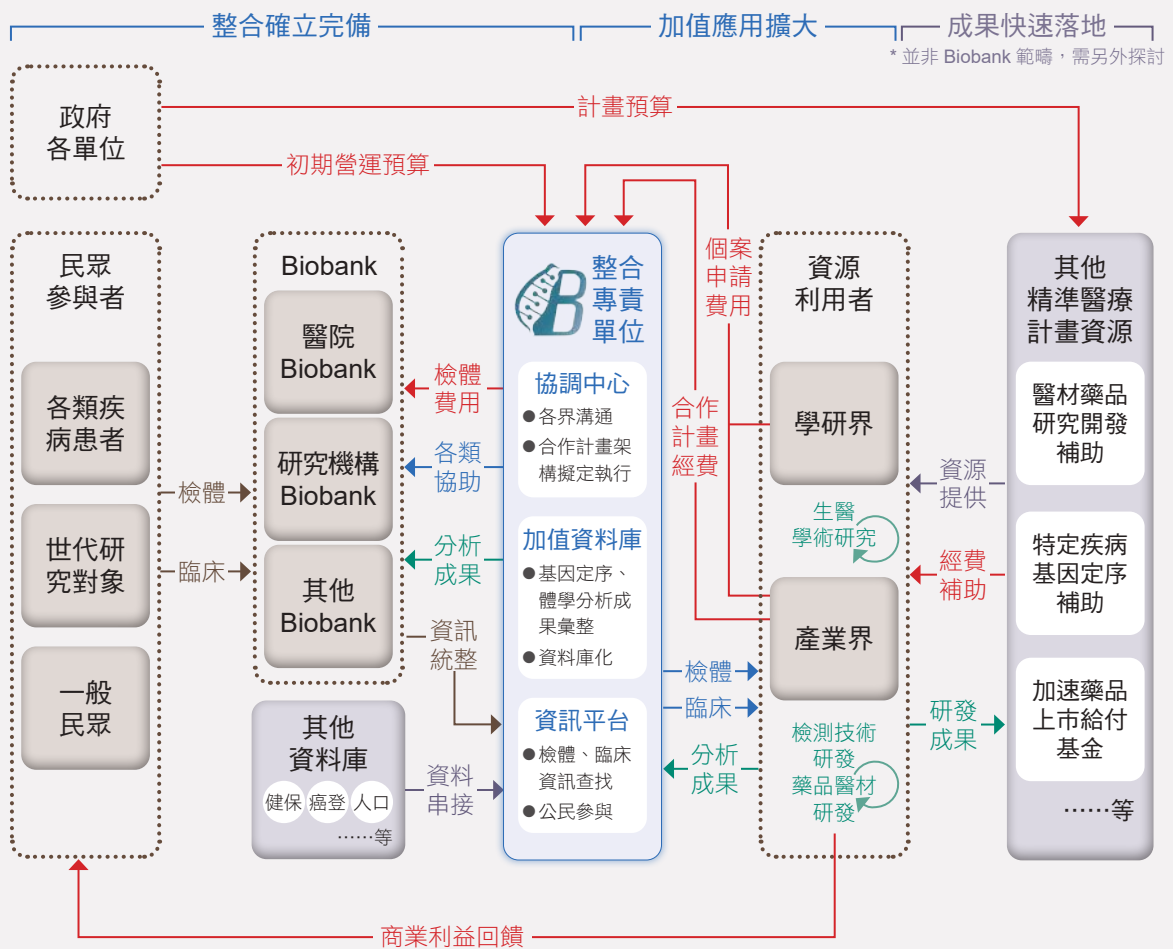 整合確立完備
加值應用擴大
成果快速落地
* 並非 Biobank 範疇，需另外探討
政府
各單位
計畫預算
初期營運預算
民眾
參與者
各類疾
病患者
世代研
究對象
一般
民眾
檢體
臨床
Biobank
醫院
Biobank
研究機構
Biobank
其他
Biobank
其他
資料庫
健保
癌登
人口
……等
檢體
費用
各類
協助
分析
成果
資訊
統整
資料
串接
B
整合
專責
單位
協調中心
● 各界溝通
● 合作計畫架
構擬定執行
加值資料庫
● 基因定序、
體學分析成
果彙整
● 資料庫化
資訊平台
● 檢體、臨床
資訊查找
● 公民參與
個案
申請
費用
合作
計畫
經費
檢體
臨床
分析
成果
資源
利用者
學研界
生醫
學術研究
產業界
檢測技術
研發
藥品醫材
研發
資源
提供
經費
補助
研發
成果
其他
精準醫療
計畫資源
醫材藥品
研究開發
補助
特定疾病
基因定序
補助
加速藥品
上市給付
基金
……等
商業利益回饋